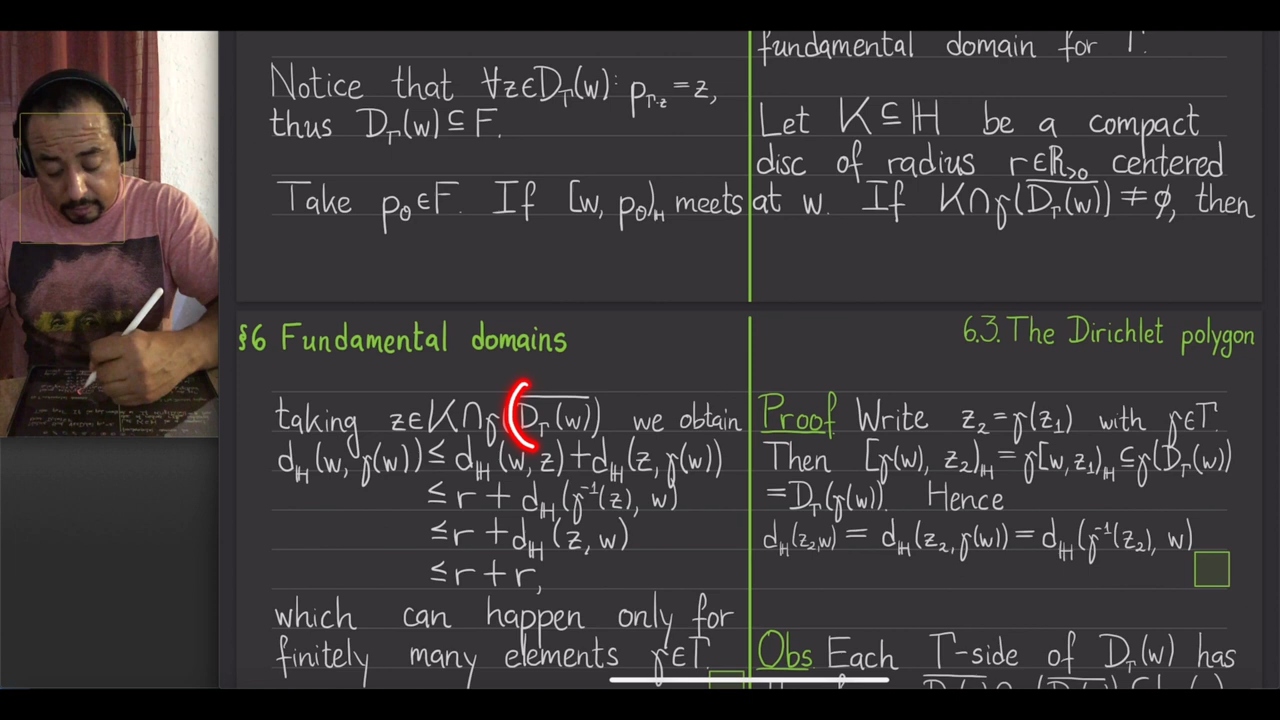 Notice that ∀z∈D_Γ(w): p_{Γ·z} = z,
thus D_Γ(w) ⊆ F.
Take p_Θ∈F. If [w, p_Θ)_ℍ meets
fundamental domain for Γ.
Let K ⊆ ℍ be a compact
disc of radius r∈ℝ_{>0} centered
at w. If K∩γ(\overline{D_Γ(w)}) ≠ ∅, then
§6 Fundamental domains
6.3. The Dirichlet polygon
taking z∈K∩γ(\overline{D_Γ(w)}) we obtain
d_ℍ(w, γ(w)) ≤ d_ℍ(w, z) + d_ℍ(z, γ(w))
≤ r + d_ℍ(γ⁻¹(z), w)
≤ r + d_ℍ(z, w)
≤ r + r,
which can happen only for
finitely many elements γ∈Γ.
Proof Write z₂ = γ(z₁) with γ∈Γ.
Then [γ(w), z₂)_ℍ = γ[w, z₁)_ℍ ⊆ γ(D_Γ(w))
= D_Γ(γ(w)). Hence
d_ℍ(z₂, w) = d_ℍ(z₂, γ(w)) = d_ℍ(γ⁻¹(z₂), w)
Obs. Each Γ-side of D_Γ(w) has